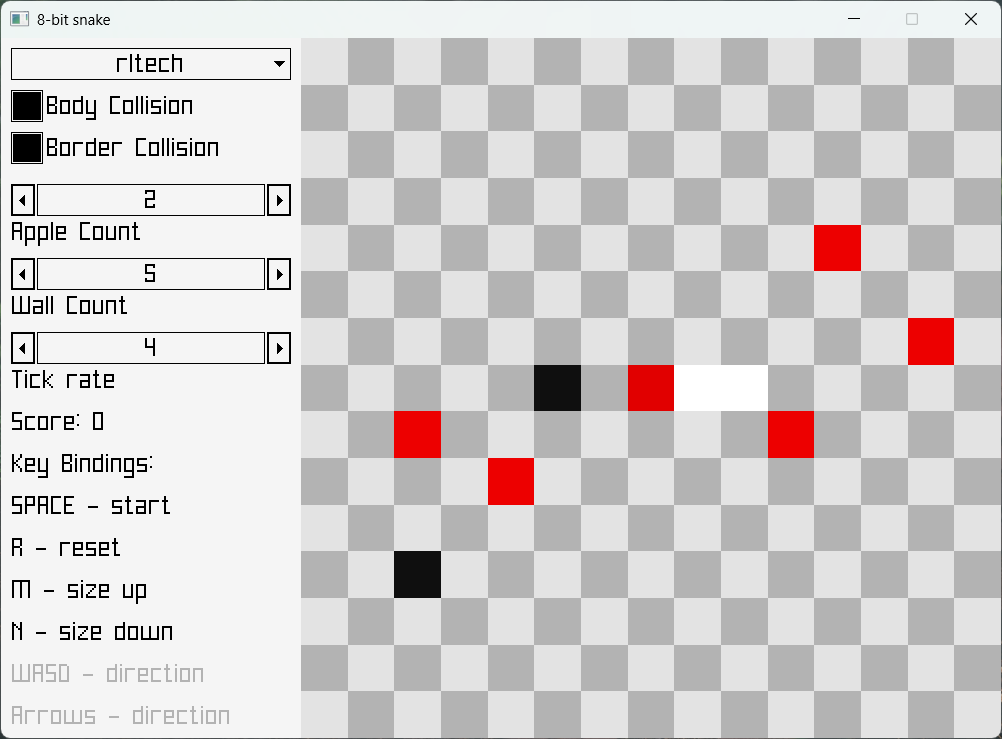 8-bit snake
rltech
Body Collision
Border Collision
2
Apple Count
5
Wall Count
4
Tick rate
Score: 0
Key Bindings:
SPACE - start
R - reset
M - size up
N - size down
WASD - direction
Arrows - direction